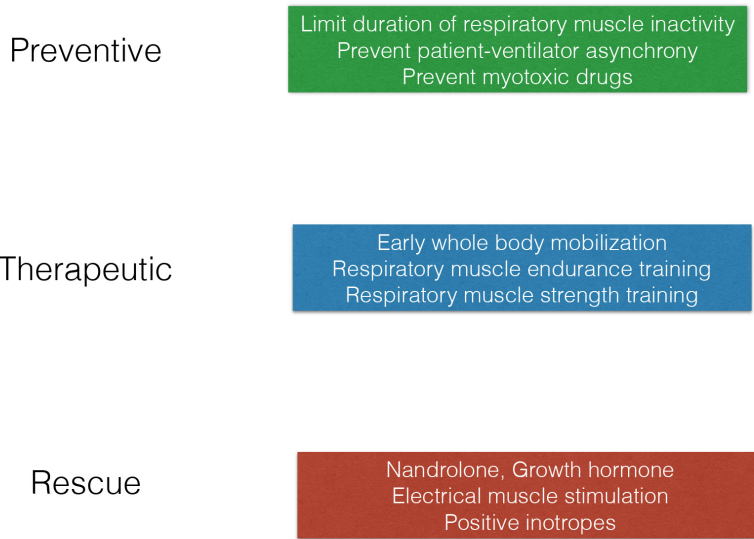 Preventive
Limit duration of respiratory muscle inactivity
Prevent patient-ventilator asynchrony
Prevent myotoxic drugs
Therapeutic
Early whole body mobilization
Respiratory muscle endurance training
Respiratory muscle strength training
Rescue
Nandrolone, Growth hormone
Electrical muscle stimulation
Positive inotropes